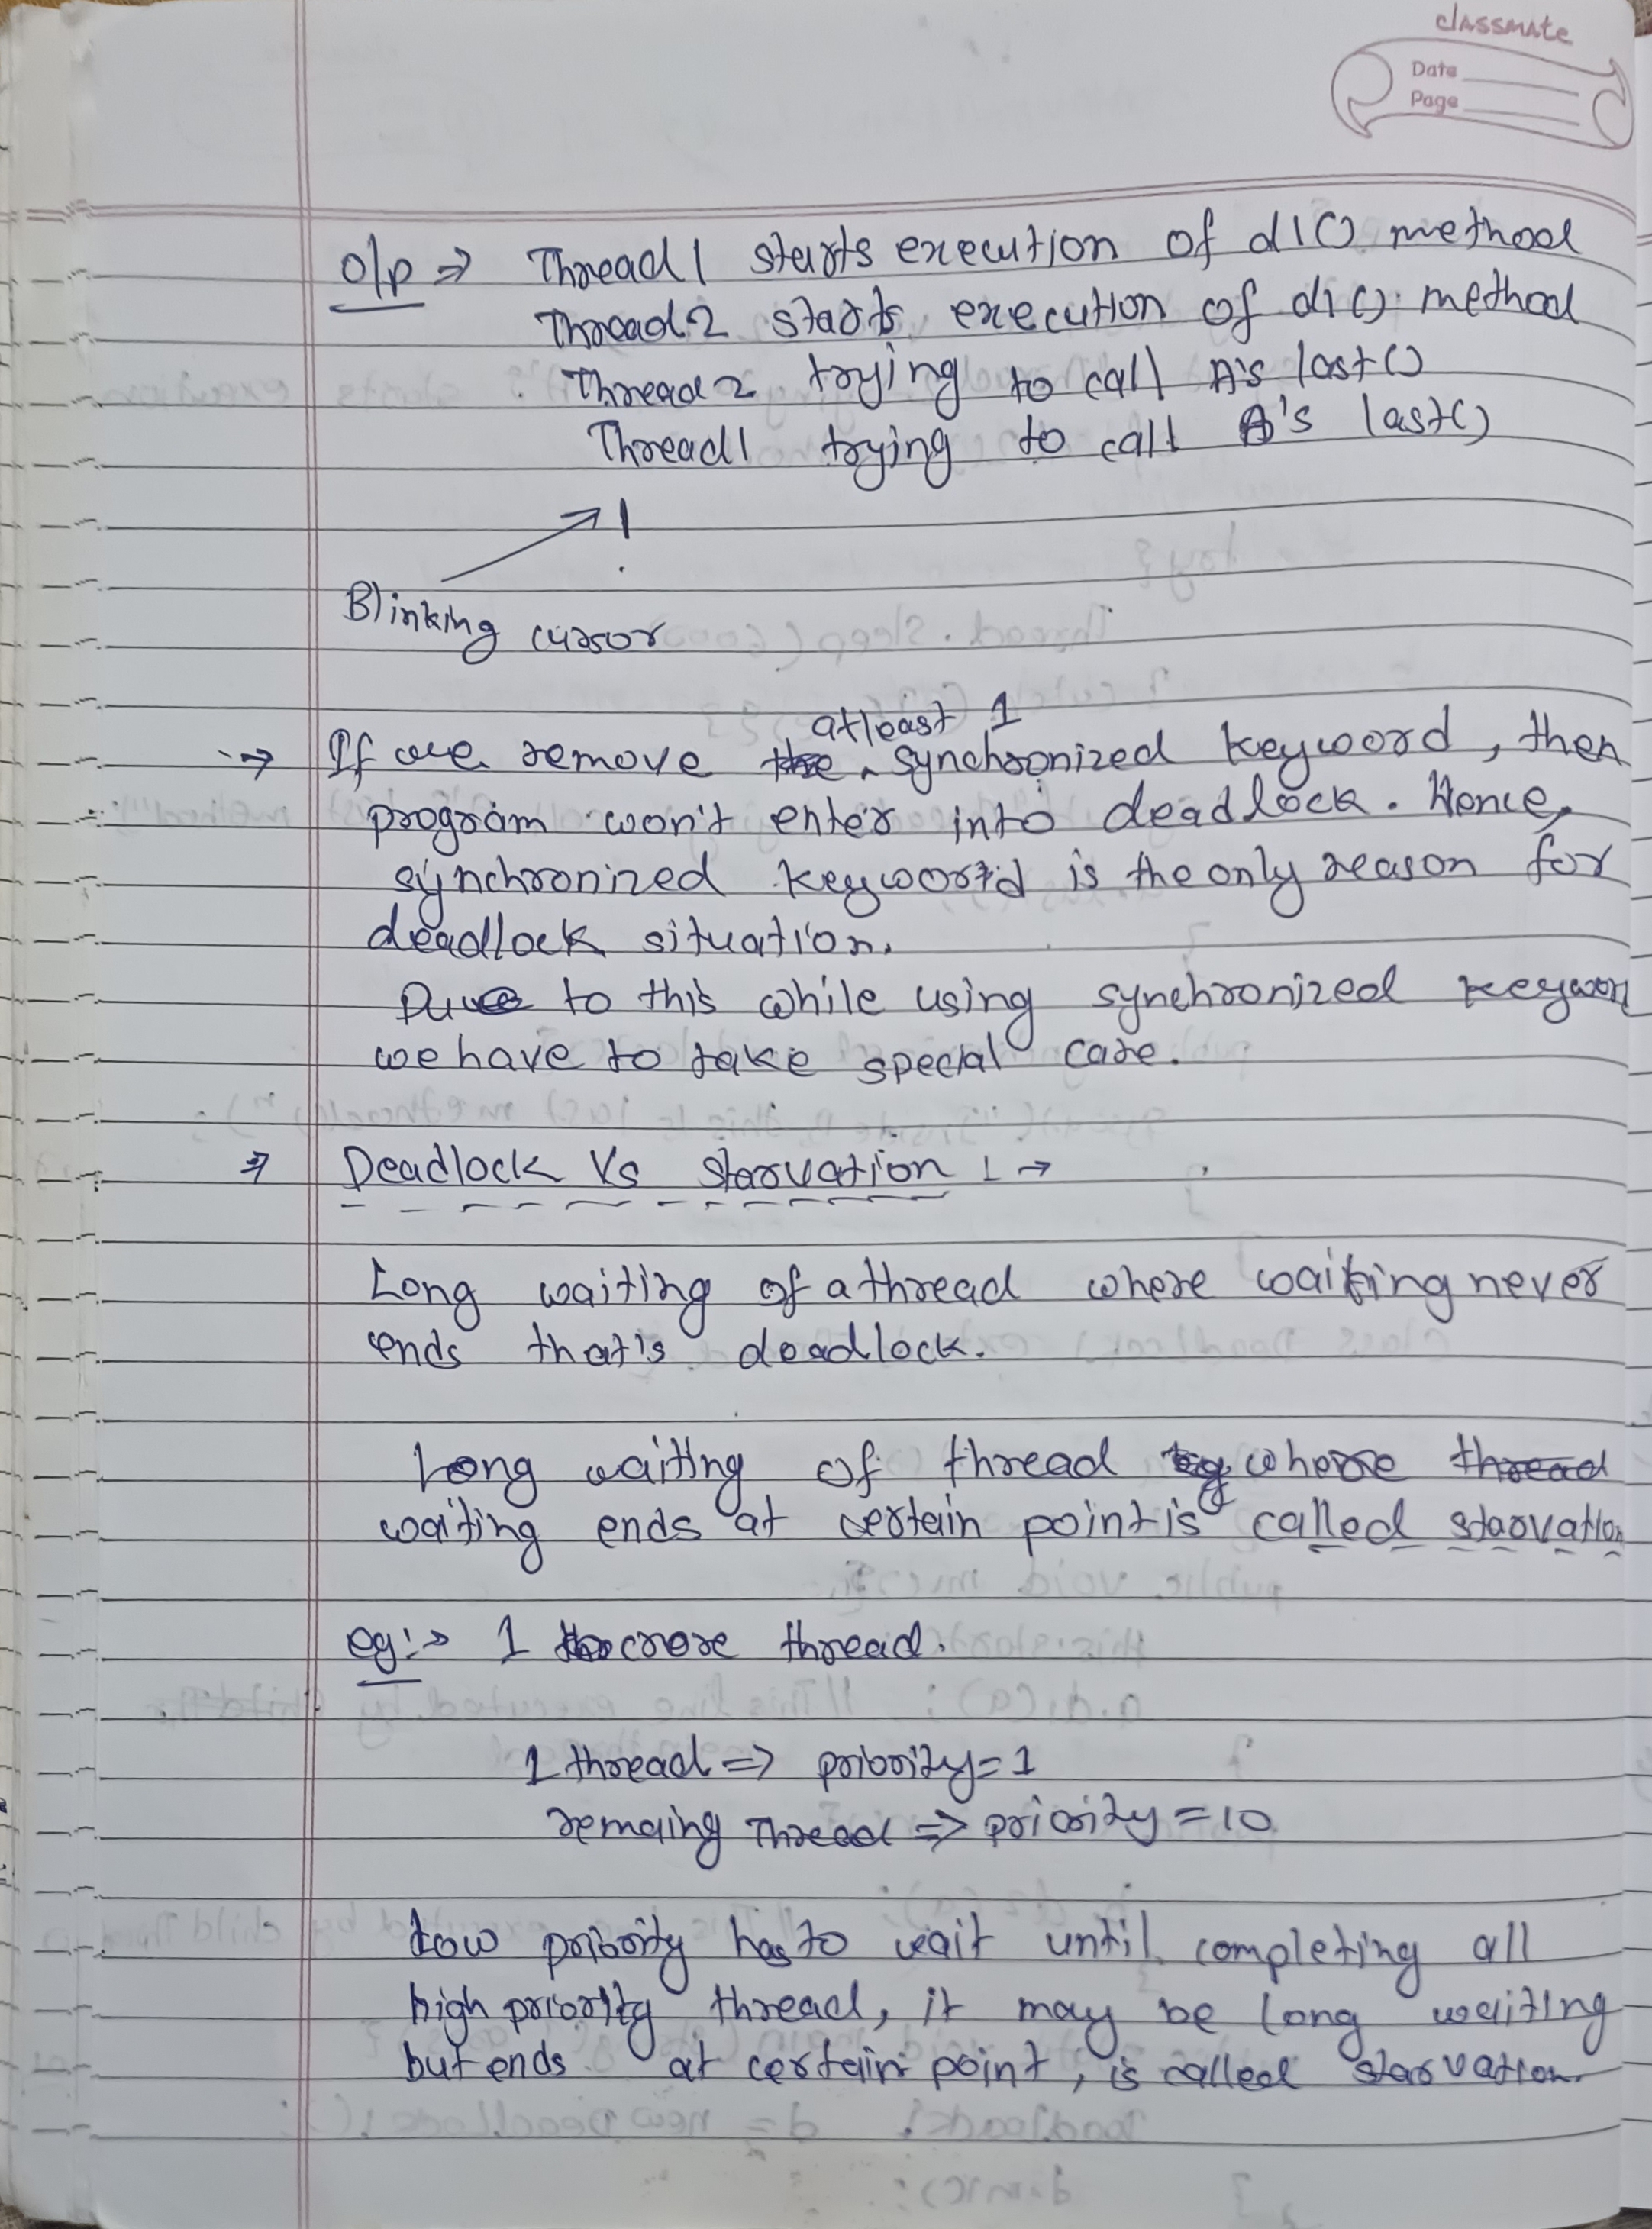 classmate
Date
Page
O/P ⇒ Thread1 starts execution of d1() method
Thread2 starts execution of d1() method
Thread2 trying to call A's last()
Thread1 trying to call B's last()
Blinking cursor
→ If we remove atleast 1 synchronized keyword, then
program won't enter into deadlock. Hence,
synchronized keyword is the only reason for
deadlock situation.
Due to this while using synchronized keywor
we have to take special care.
⇒ Deadlock Vs starvation :→
Long waiting of a thread where waiting never
ends that's deadlock.
Long waiting of thread where
waiting ends at certain point is called starvation
eg:→ 1 crore thread.
1 thread ⇒ priority=1
remaing Thread ⇒ priority=10
Low priority has to wait until completing all
high priority thread, it may be long waiting
but ends at certain point, is called starvation.